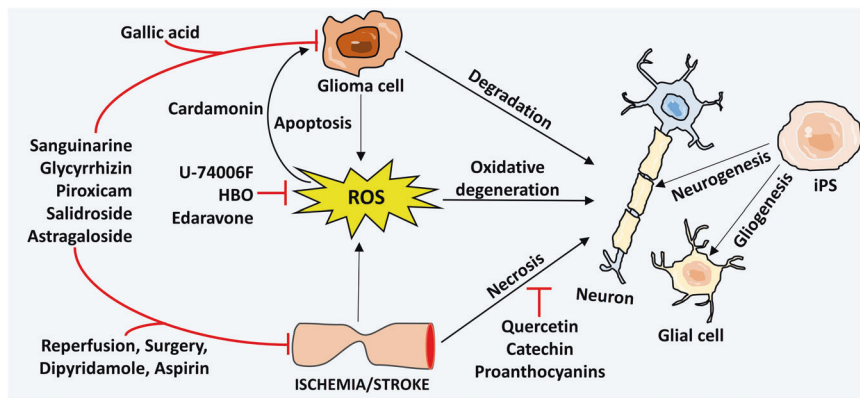 Gallic acid
Glioma cell
Cardamonin
Apoptosis
Degradation
Sanguinarine
Glycyrrhizin
Piroxicam
Salidroside
Astragaloside
U-74006F
HBO
Edaravone
ROS
Oxidative
degeneration
Neurogenesis
iPS
Gliogenesis
Necrosis
Neuron
Glial cell
Reperfusion, Surgery,
Dipyridamole, Aspirin
ISCHEMIA/STROKE
Quercetin
Catechin
Proanthocyanins